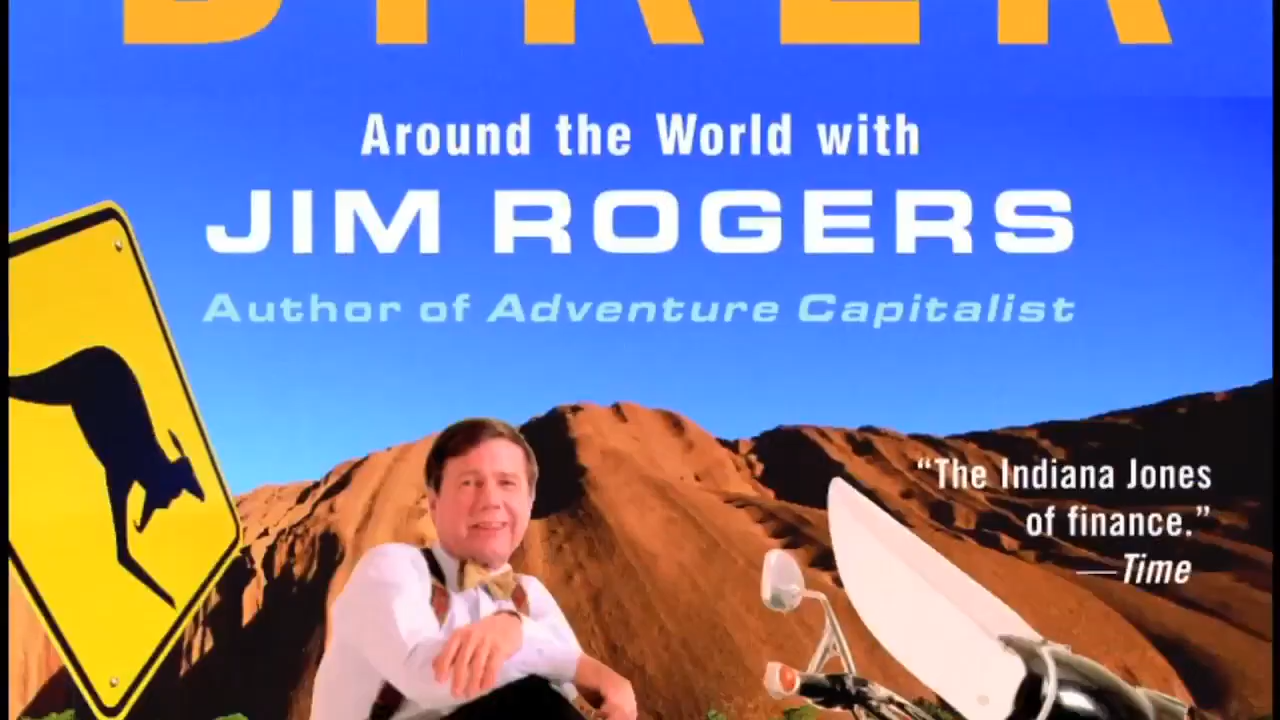 Around the World with
JIM ROGERS
Author of Adventure Capitalist
“The Indiana Jones
of finance.”
—Time